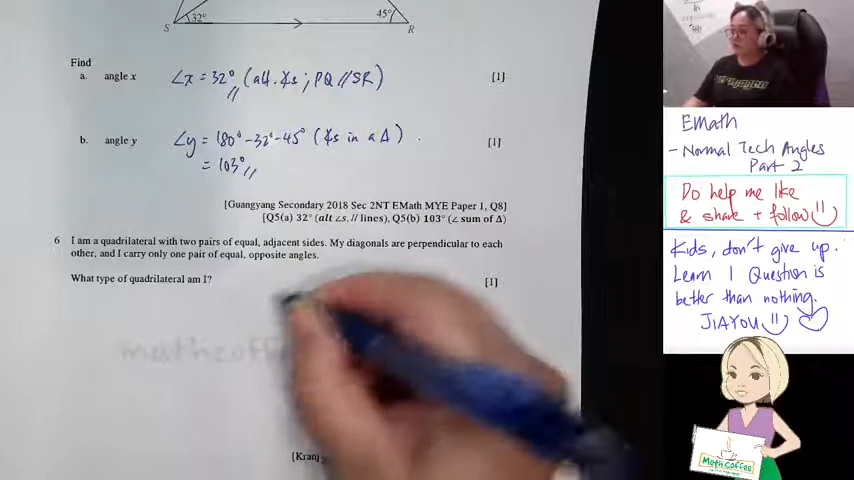 32°
45°
S
R
Find
a. angle x
∠x = 32° (alt. ∠s; PQ // SR)
[1]
b. angle y
∠y = 180° - 32° - 45° (∠s in a Δ)
= 103°
[1]
[Guangyang Secondary 2018 Sec 2NT EMath MYE Paper 1, Q8]
[Q5(a) 32° (alt ∠s, // lines), Q5(b) 103° (∠ sum of Δ)
6 I am a quadrilateral with two pairs of equal, adjacent sides. My diagonals are perpendicular to each
other, and I carry only one pair of equal, opposite angles.
What type of quadrilateral am I?
[1]
mathcoff
[Kranj
EMath
- Normal Tech Angles
Part 2
Do help me like
& share + follow
Kids, don't give up.
Learn 1 Question is
better than nothing.
JIAYOU
Math Coffee